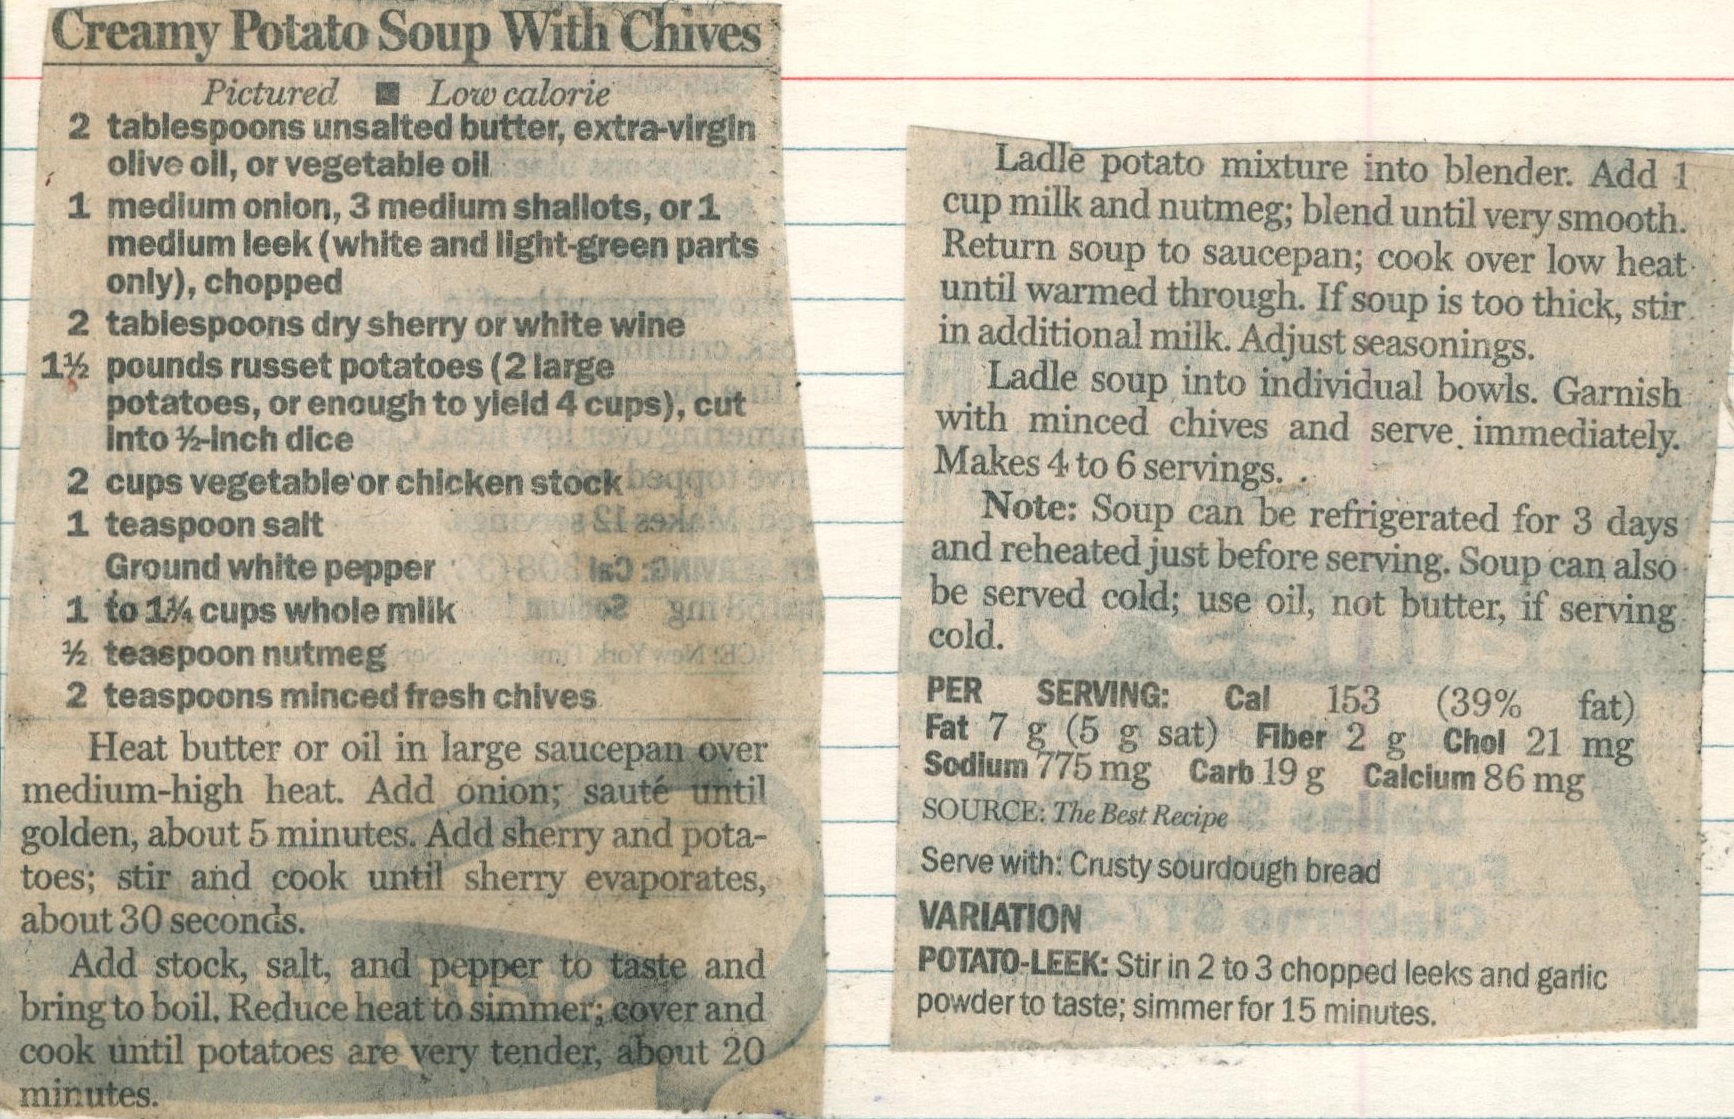 Creamy Potato Soup With Chives
Pictured ■ Low calorie
2 tablespoons unsalted butter, extra-virgin
olive oil, or vegetable oil
1 medium onion, 3 medium shallots, or 1
medium leek (white and light-green parts
only), chopped
2 tablespoons dry sherry or white wine
1½ pounds russet potatoes (2 large
potatoes, or enough to yield 4 cups), cut
into ½-inch dice
2 cups vegetable or chicken stock
1 teaspoon salt
Ground white pepper
1 to 1¼ cups whole milk
½ teaspoon nutmeg
2 teaspoons minced fresh chives
Heat butter or oil in large saucepan over
medium-high heat. Add onion; sauté until
golden, about 5 minutes. Add sherry and pota-
toes; stir and cook until sherry evaporates,
about 30 seconds.
Add stock, salt, and pepper to taste and
bring to boil. Reduce heat to simmer; cover and
cook until potatoes are very tender, about 20
minutes.
Ladle potato mixture into blender. Add 1
cup milk and nutmeg; blend until very smooth.
Return soup to saucepan; cook over low heat
until warmed through. If soup is too thick, stir
in additional milk. Adjust seasonings.
Ladle soup into individual bowls. Garnish
with minced chives and serve immediately.
Makes 4 to 6 servings.
Note: Soup can be refrigerated for 3 days
and reheated just before serving. Soup can also
be served cold; use oil, not butter, if serving
cold.
PER SERVING: Cal 153 (39% fat)
Fat 7 g (5 g sat) Fiber 2 g Chol 21 mg
Sodium 775 mg Carb 19 g Calcium 86 mg
SOURCE: The Best Recipe
Serve with: Crusty sourdough bread
VARIATION
POTATO-LEEK: Stir in 2 to 3 chopped leeks and garlic
powder to taste; simmer for 15 minutes.